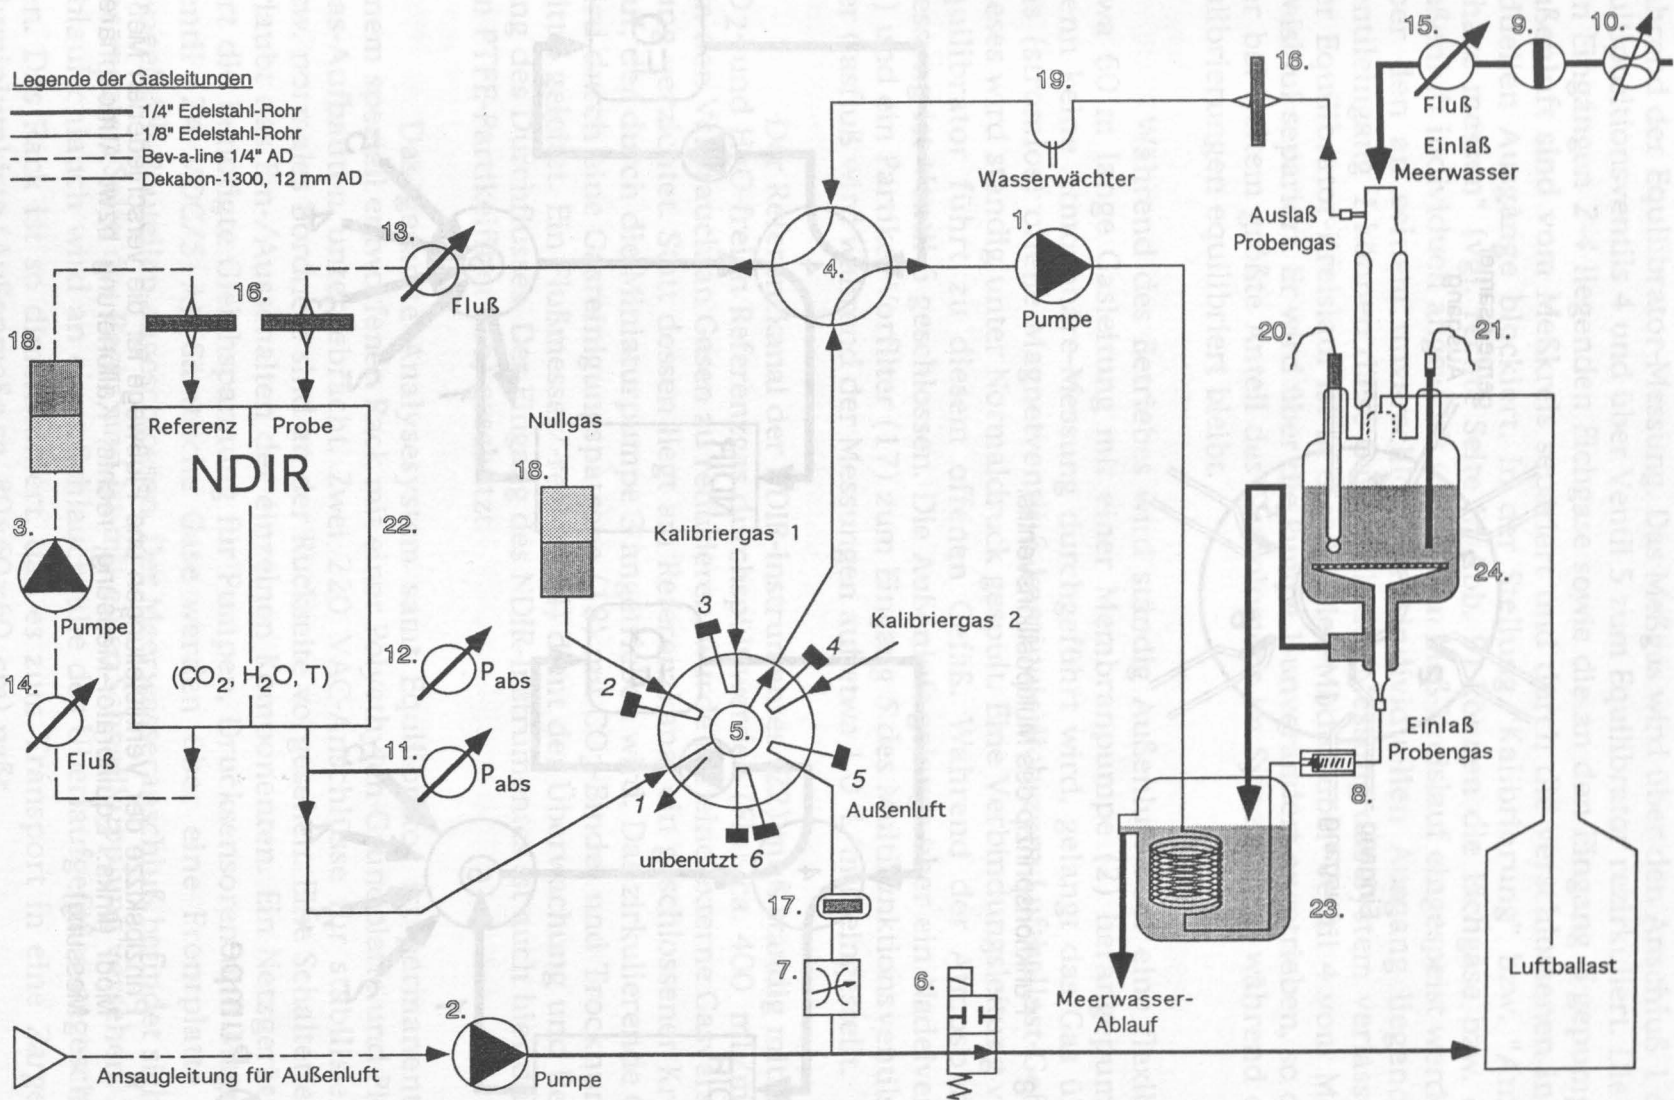 Legende der Gasleitungen
1/4" Edelstahl-Rohr
1/8" Edelstahl-Rohr
Bev-a-line 1/4" AD
Dekabon-1300, 12 mm AD
15.
9.
10.
Fluß
Einlaß
Meerwasser
16.
19.
Wasserwächter
Auslaß
Probengas
13.
Fluß
4.
1.
Pumpe
16.
18.
20.
21.
Referenz
Probe
NDIR
22.
(CO2, H2O, T)
3.
Pumpe
14.
Fluß
12.
Pabs
11.
Pabs
Nullgas
18.
Kalibriergas 1
Kalibriergas 2
3
4
2
5.
5
1
Außenluft
unbenutzt 6
24.
Einlaß
Probengas
8.
23.
17.
7.
6.
Meerwasser-
Ablauf
Luftballast
2.
Pumpe
Ansaugleitung für Außenluft